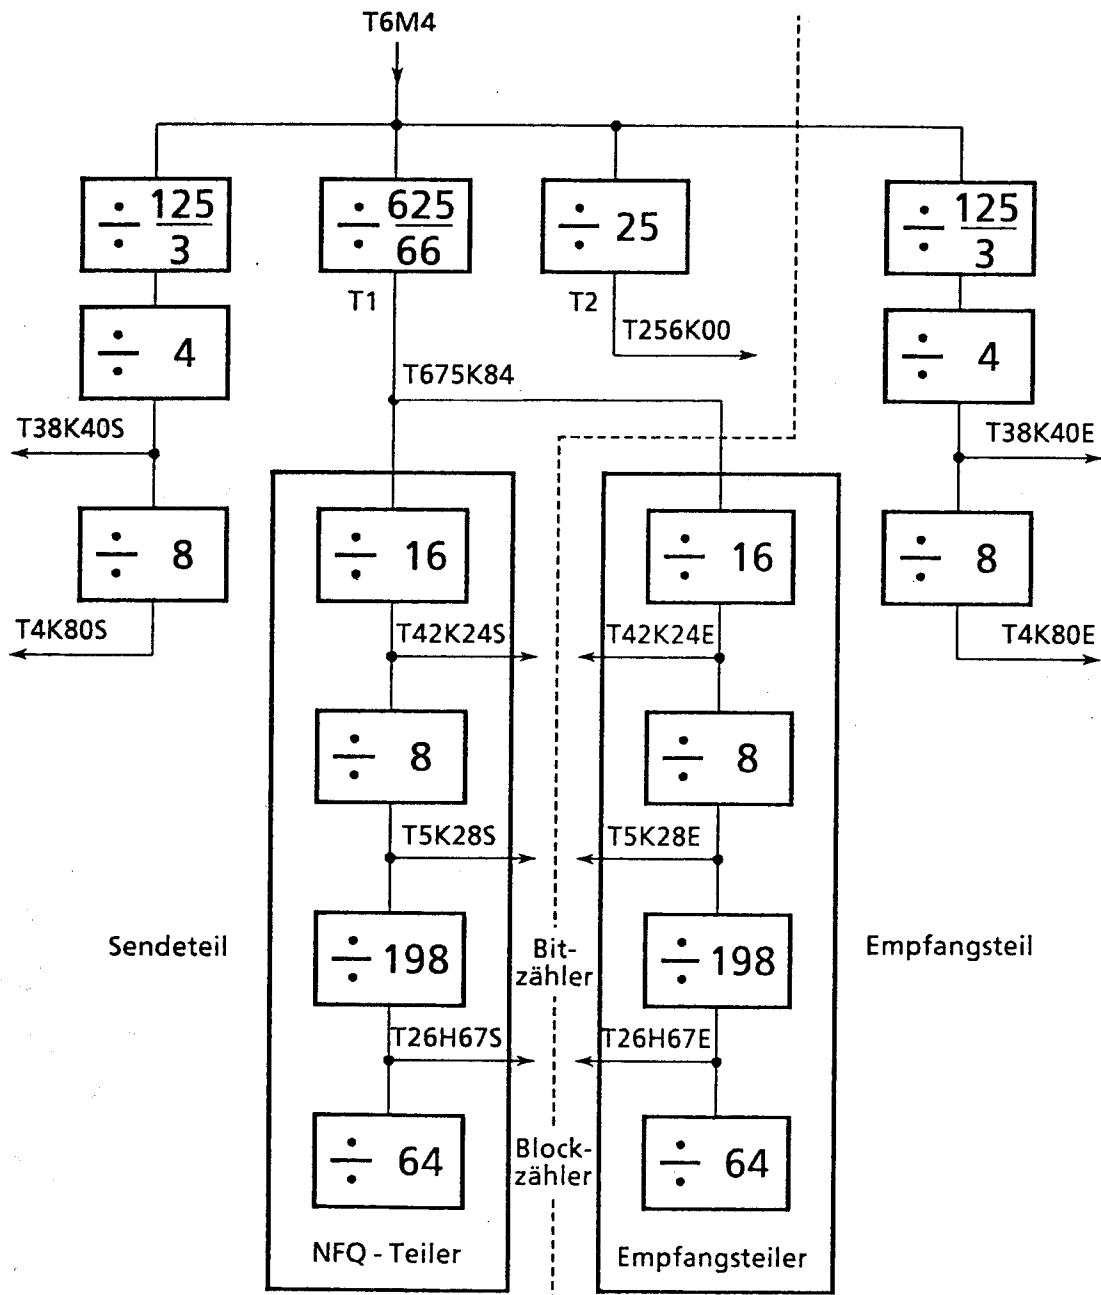 T6M4
÷ 125/3
÷ 625/66
÷ 25
÷ 125/3
T1
T2
÷ 4
T256K00
÷ 4
T675K84
T38K40S
T38K40E
÷ 8
÷ 16
÷ 16
÷ 8
T4K80S
T42K24S
T42K24E
T4K80E
÷ 8
÷ 8
T5K28S
T5K28E
Sendeteil
÷ 198
Bit-
zähler
÷ 198
Empfangsteil
T26H67S
T26H67E
÷ 64
Block-
zähler
÷ 64
NFQ - Teiler
Empfangsteiler